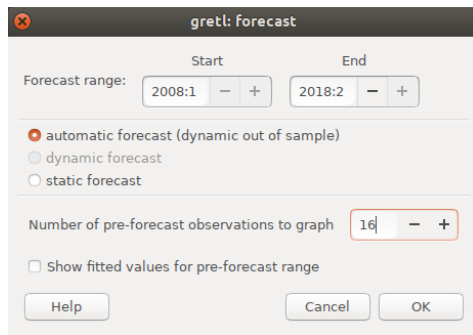 gretl: forecast
Start End
Forecast range: 2008:1 − + 2018:2 − +
automatic forecast (dynamic out of sample)
dynamic forecast
static forecast
Number of pre-forecast observations to graph 16 − +
Show fitted values for pre-forecast range
Help Cancel OK